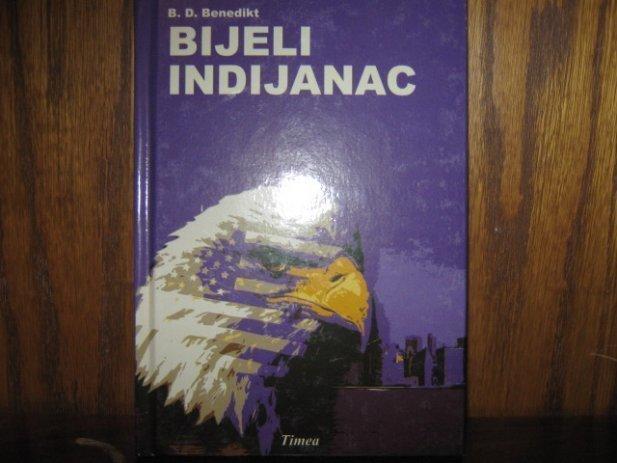 B. D. Benedikt
BIJELI
INDIJANAC
Timea